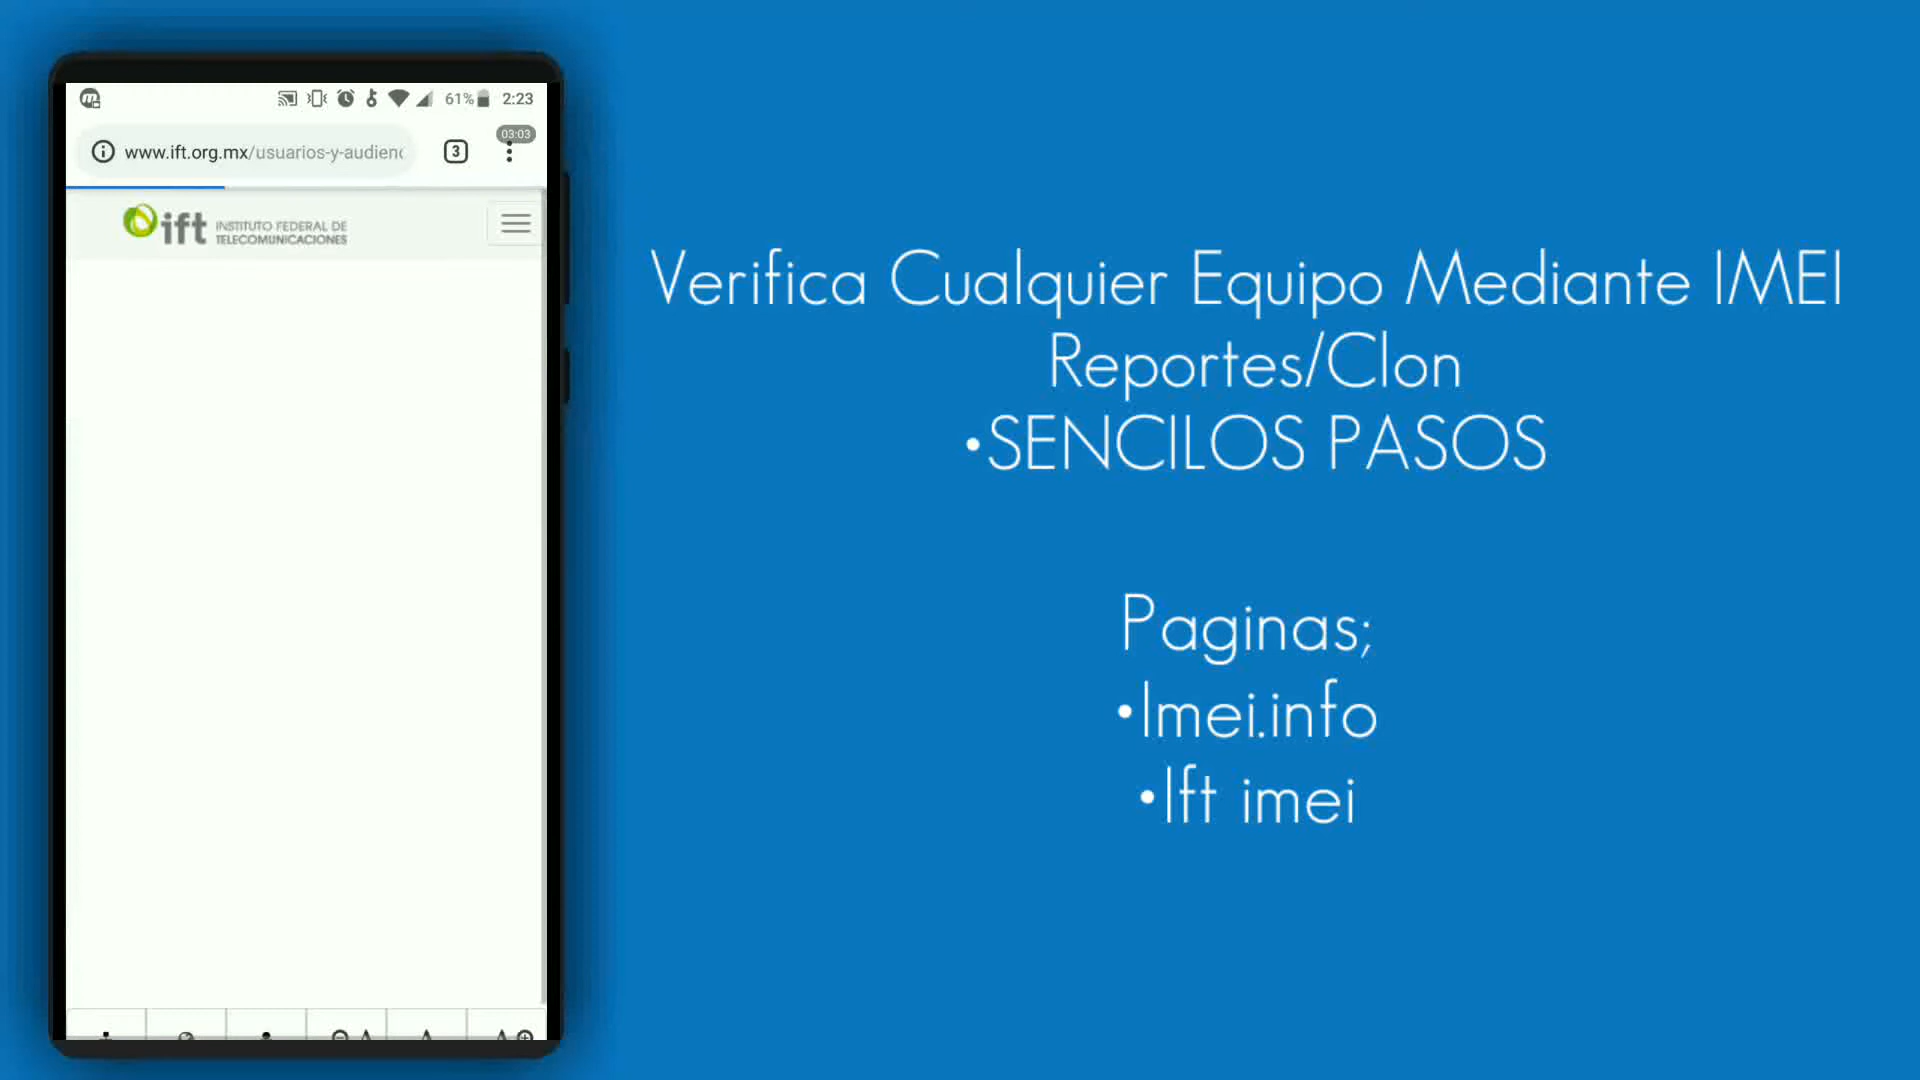 61% 2:23
www.ift.org.mx/usuarios-y-audienc
3
03:03
ift INSTITUTO FEDERAL DE
TELECOMUNICACIONES
Verifica Cualquier Equipo Mediante IMEI
Reportes/Clon
•SENCILOS PASOS
Paginas;
•Imei.info
•Ift imei